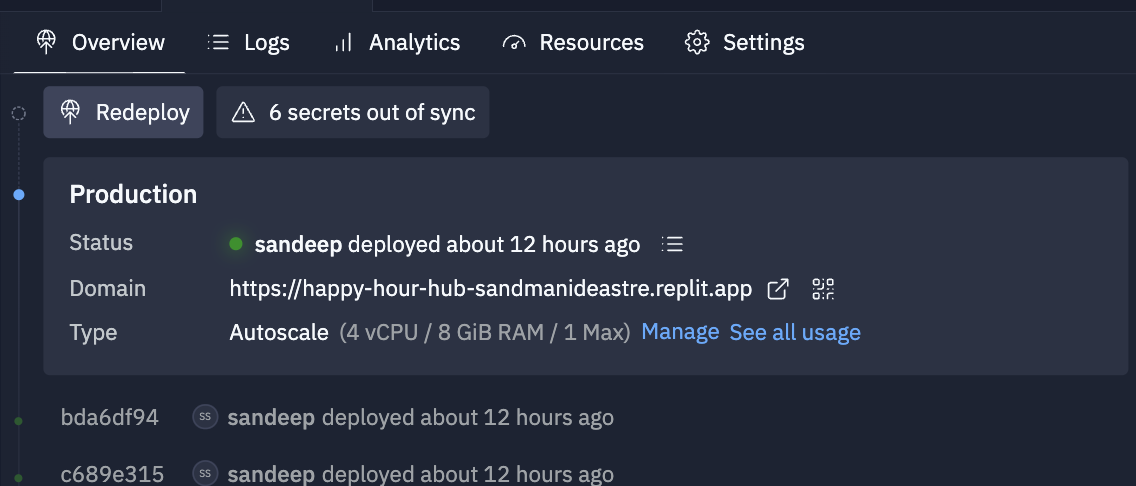 Overview Logs Analytics Resources Settings
Redeploy 6 secrets out of sync
Production
Status sandeep deployed about 12 hours ago
Domain https://happy-hour-hub-sandmanideastre.replit.app
Type Autoscale (4 vCPU / 8 GiB RAM / 1 Max) Manage See all usage
bda6df94 SS sandeep deployed about 12 hours ago
c689e315 SS sandeep deployed about 12 hours ago